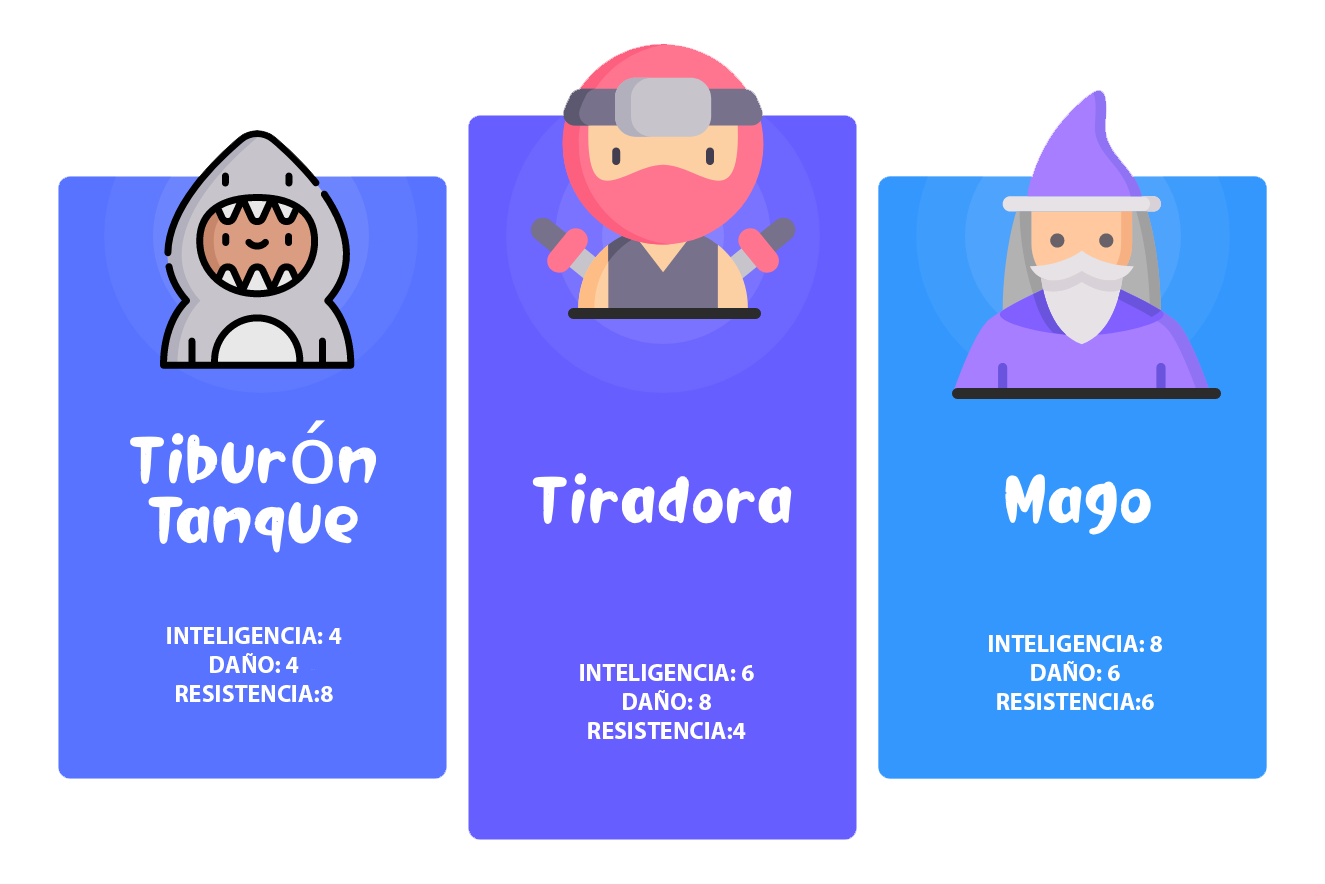 TiburÓn
Tanque
INTELIGENCIA: 4
DAÑO: 4
RESISTENCIA:8
Tiradora
INTELIGENCIA: 6
DAÑO: 8
RESISTENCIA:4
Mago
INTELIGENCIA: 8
DAÑO: 6
RESISTENCIA:6